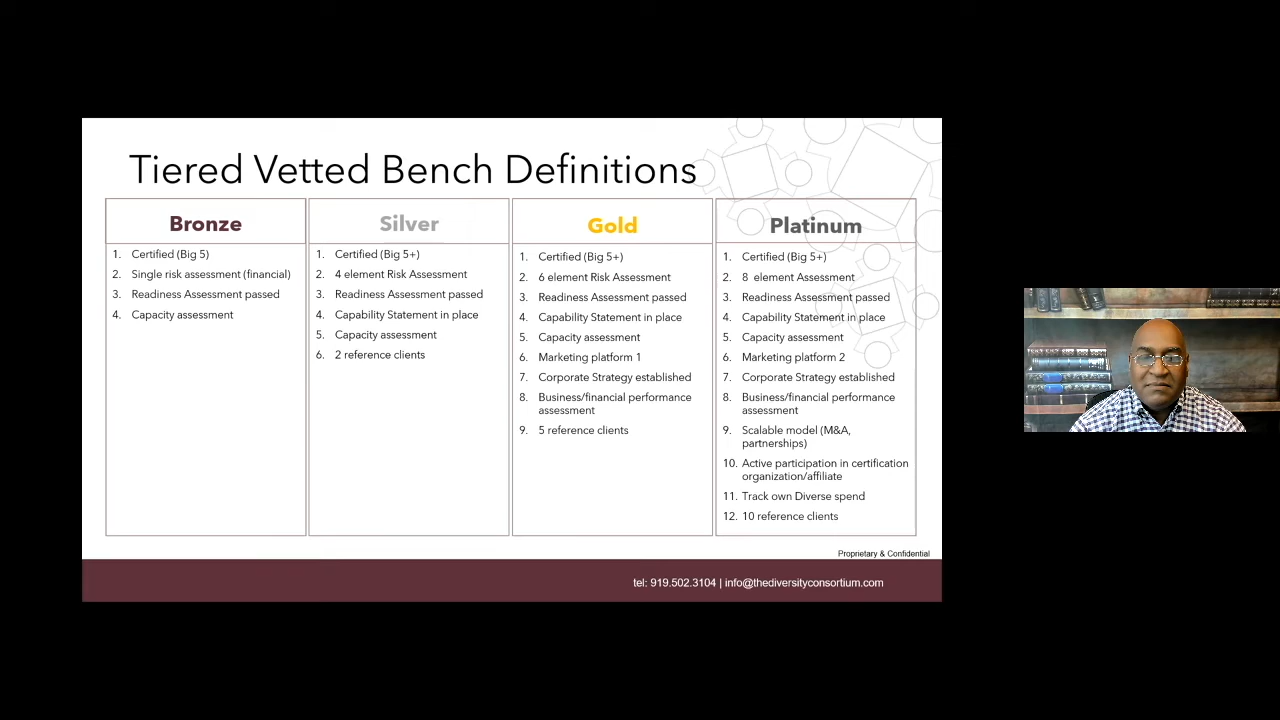 Tiered Vetted Bench Definitions
Bronze
1. Certified (Big 5)
2. Single risk assessment (financial)
3. Readiness Assessment passed
4. Capacity assessment
Silver
1. Certified (Big 5+)
2. 4 element Risk Assessment
3. Readiness Assessment passed
4. Capability Statement in place
5. Capacity assessment
6. 2 reference clients
Gold
1. Certified (Big 5+)
2. 6 element Risk Assessment
3. Readiness Assessment passed
4. Capability Statement in place
5. Capacity assessment
6. Marketing platform 1
7. Corporate Strategy established
8. Business/financial performance
assessment
9. 5 reference clients
Platinum
1. Certified (Big 5+)
2. 8 element Assessment
3. Readiness Assessment passed
4. Capability Statement in place
5. Capacity assessment
6. Marketing platform 2
7. Corporate Strategy established
8. Business/financial performance
assessment
9. Scalable model (M&A,
partnerships)
10. Active participation in certification
organization/affiliate
11. Track own Diverse spend
12. 10 reference clients
Proprietary & Confidential
tel: 919.502.3104 | info@thediversityconsortium.com